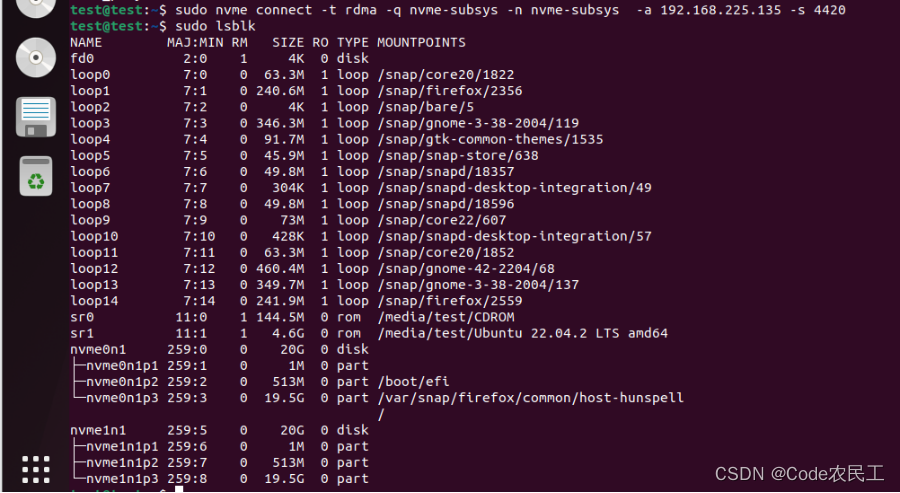 test@test:~$ sudo nvme connect -t rdma -q nvme-subsys -n nvme-subsys  -a 192.168.225.135 -s 4420
test@test:~$ sudo lsblk
NAME        MAJ:MIN RM   SIZE RO TYPE MOUNTPOINTS
fd0           2:0    1     4K  0 disk
loop0         7:0    0  63.3M  1 loop /snap/core20/1822
loop1         7:1    0 240.6M  1 loop /snap/firefox/2356
loop2         7:2    0     4K  1 loop /snap/bare/5
loop3         7:3    0 346.3M  1 loop /snap/gnome-3-38-2004/119
loop4         7:4    0  91.7M  1 loop /snap/gtk-common-themes/1535
loop5         7:5    0  45.9M  1 loop /snap/snap-store/638
loop6         7:6    0  49.8M  1 loop /snap/snapd/18357
loop7         7:7    0   304K  1 loop /snap/snapd-desktop-integration/49
loop8         7:8    0  49.8M  1 loop /snap/snapd/18596
loop9         7:9    0    73M  1 loop /snap/core22/607
loop10        7:10   0   428K  1 loop /snap/snapd-desktop-integration/57
loop11        7:11   0  63.3M  1 loop /snap/core20/1852
loop12        7:12   0 460.4M  1 loop /snap/gnome-42-2204/68
loop13        7:13   0 349.7M  1 loop /snap/gnome-3-38-2004/137
loop14        7:14   0 241.9M  1 loop /snap/firefox/2559
sr0          11:0    1 144.5M  0 rom  /media/test/CDROM
sr1          11:1    1   4.6G  0 rom  /media/test/Ubuntu 22.04.2 LTS amd64
nvme0n1     259:0    0    20G  0 disk
├─nvme0n1p1 259:1    0     1M  0 part
├─nvme0n1p2 259:2    0   513M  0 part /boot/efi
└─nvme0n1p3 259:3    0  19.5G  0 part /var/snap/firefox/common/host-hunspell
                                      /
nvme1n1     259:5    0    20G  0 disk
├─nvme1n1p1 259:6    0     1M  0 part
├─nvme1n1p2 259:7    0   513M  0 part
└─nvme1n1p3 259:8    0  19.5G  0 part
test@test:~$
CSDN @Code农民工